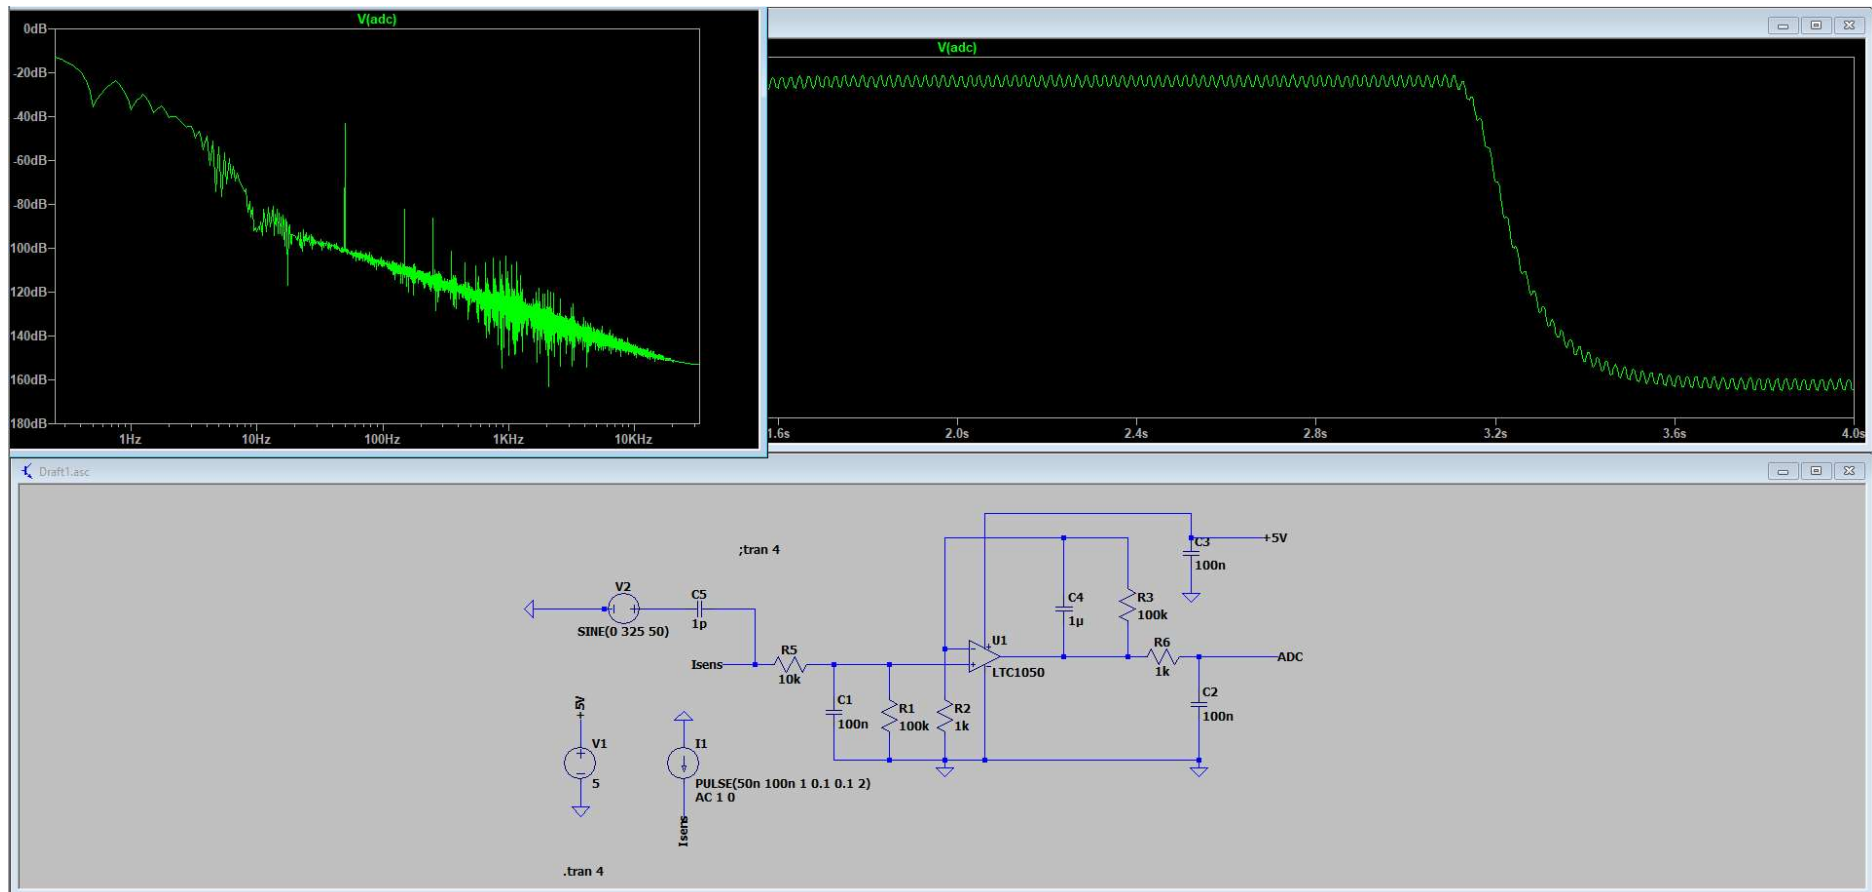 V(adc)
0dB
-20dB
-40dB
-60dB
-80dB
100dB
120dB
140dB
160dB
180dB
1Hz
10Hz
100Hz
1KHz
10KHz
V(adc)
1.6s
2.0s
2.4s
2.8s
3.2s
3.6s
4.0s
Draft1.asc
;tran 4
V2
SINE(0 325 50)
C5
1p
Isens
R5
10k
C1
100n
R1
100k
R2
1k
U1
LTC1050
C4
1µ
R3
100k
C3
100n
+5V
R6
1k
ADC
C2
100n
+5V
V1
5
I1
PULSE(50n 100n 1 0.1 0.1 2)
AC 1 0
Isens
.tran 4